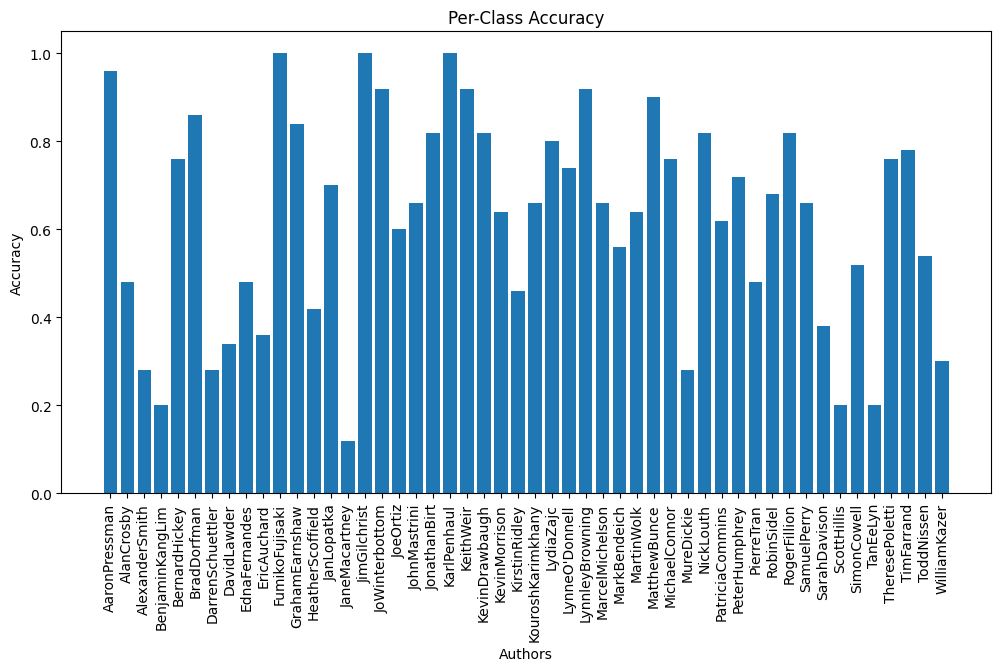 Per-Class Accuracy
Accuracy
1.0
0.8
0.6
0.4
0.2
0.0
AaronPressman
AlanCrosby
AlexanderSmith
BenjaminKangLim
BernardHickey
BradDorfman
DarrenSchuettler
DavidLawder
EdnaFernandes
EricAuchard
FumikoFujisaki
GrahamEarnshaw
HeatherScoffield
JanLopatka
JaneMacartney
JimGilchrist
JoWinterbottom
JoeOrtiz
JohnMastrini
JonathanBirt
KarlPenhaul
KeithWeir
KevinDrawbaugh
KevinMorrison
KirstinRidley
KouroshKarimkhany
LydiaZajc
LynneO'Donnell
LynnleyBrowning
MarcelMichelson
MarkBendeich
MartinWolk
MatthewBunce
MichaelConnor
MureDickie
NickLouth
PatriciaCommins
PeterHumphrey
PierreTran
RobinSidel
RogerFillion
SamuelPerry
SarahDavison
ScottHillis
SimonCowell
TanEeLyn
TheresePoletti
TimFarrand
ToddNissen
WilliamKazer
Authors